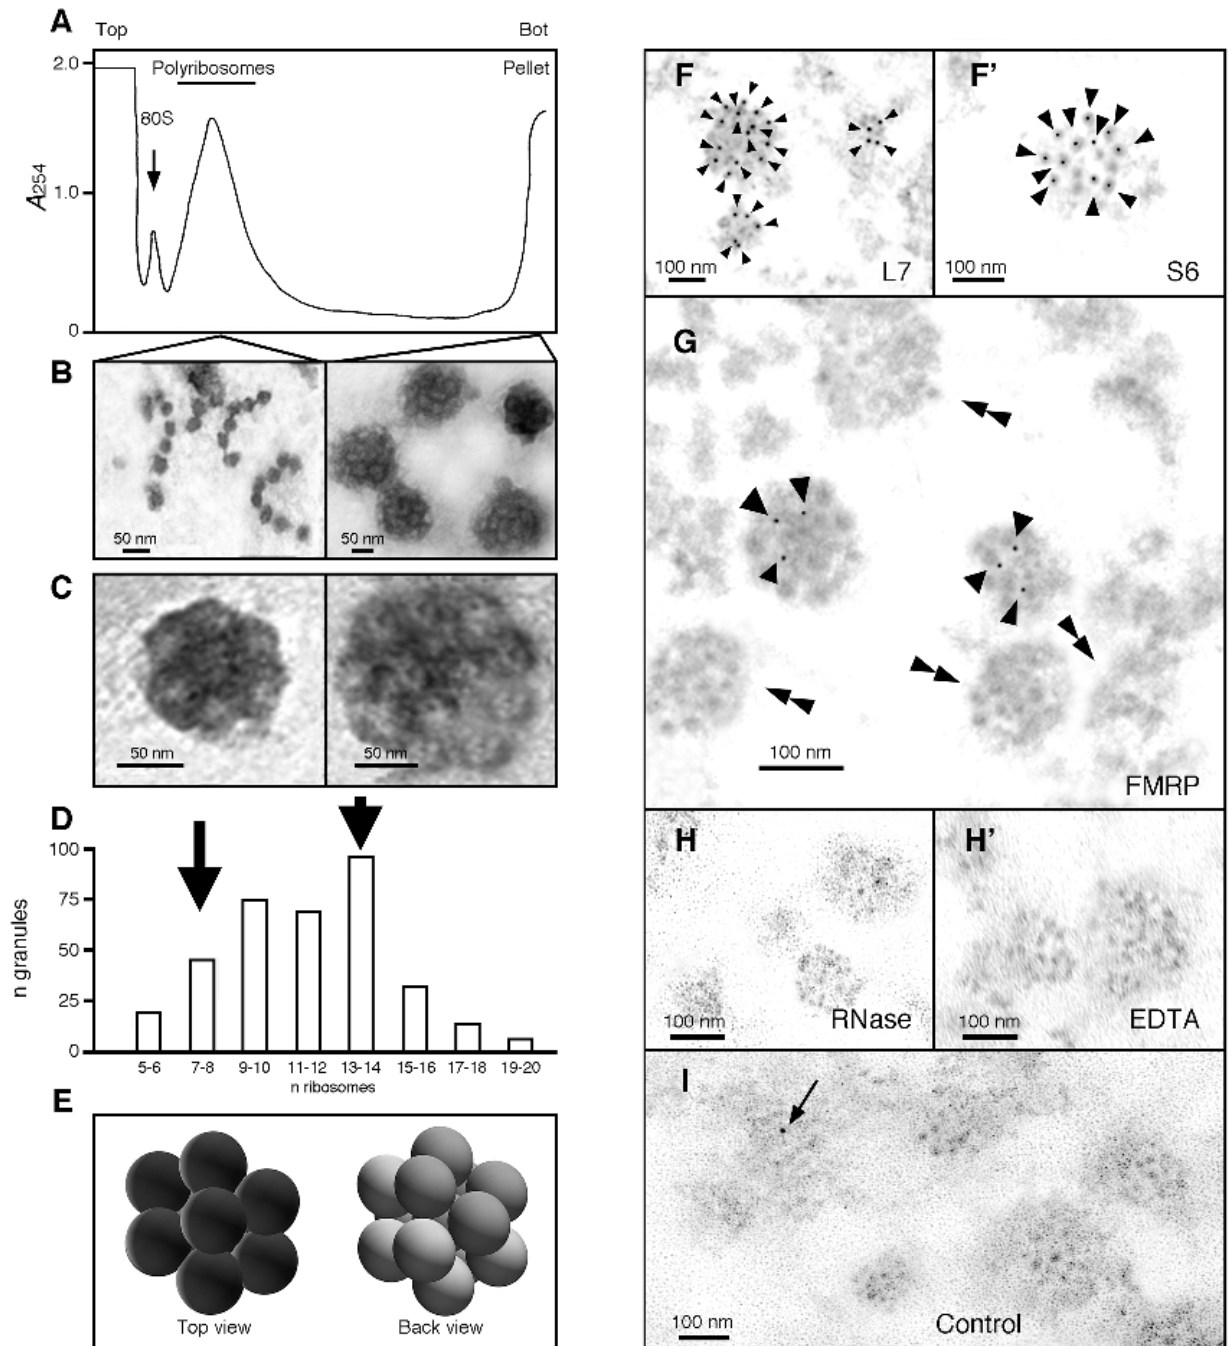 A
Top
Bot
2.0
Polyribosomes
Pellet
80S
1.0
A254
0
B
50 nm
50 nm
C
50 nm
50 nm
D
100
75
50
25
0
n granules
5-6
7-8
9-10
11-12
13-14
15-16
17-18
19-20
n ribosomes
E
Top view
Back view
F
100 nm
L7
F'
100 nm
S6
G
100 nm
FMRP
H
100 nm
RNase
H'
100 nm
EDTA
I
100 nm
Control